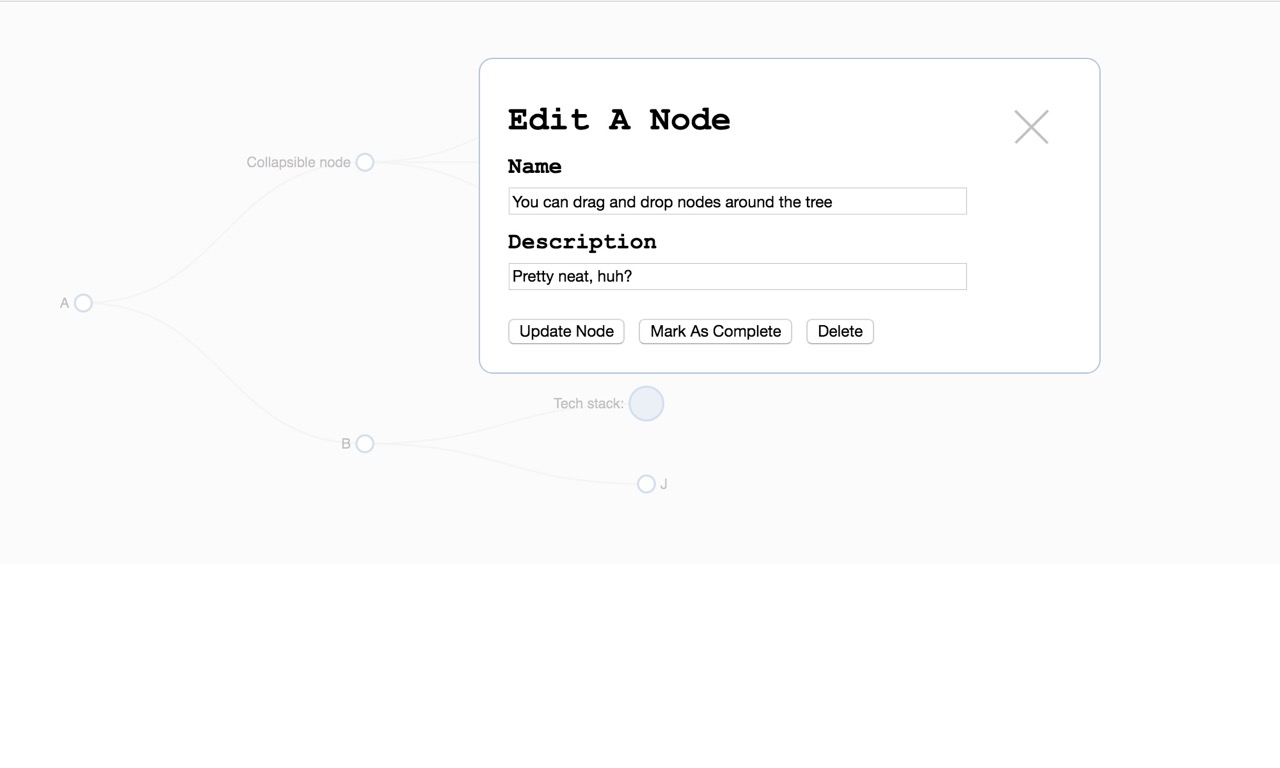 Edit A Node
Name
You can drag and drop nodes around the tree
Description
Pretty neat, huh?
Update Node
Mark As Complete
Delete
Collapsible node
A
B
Tech stack:
J